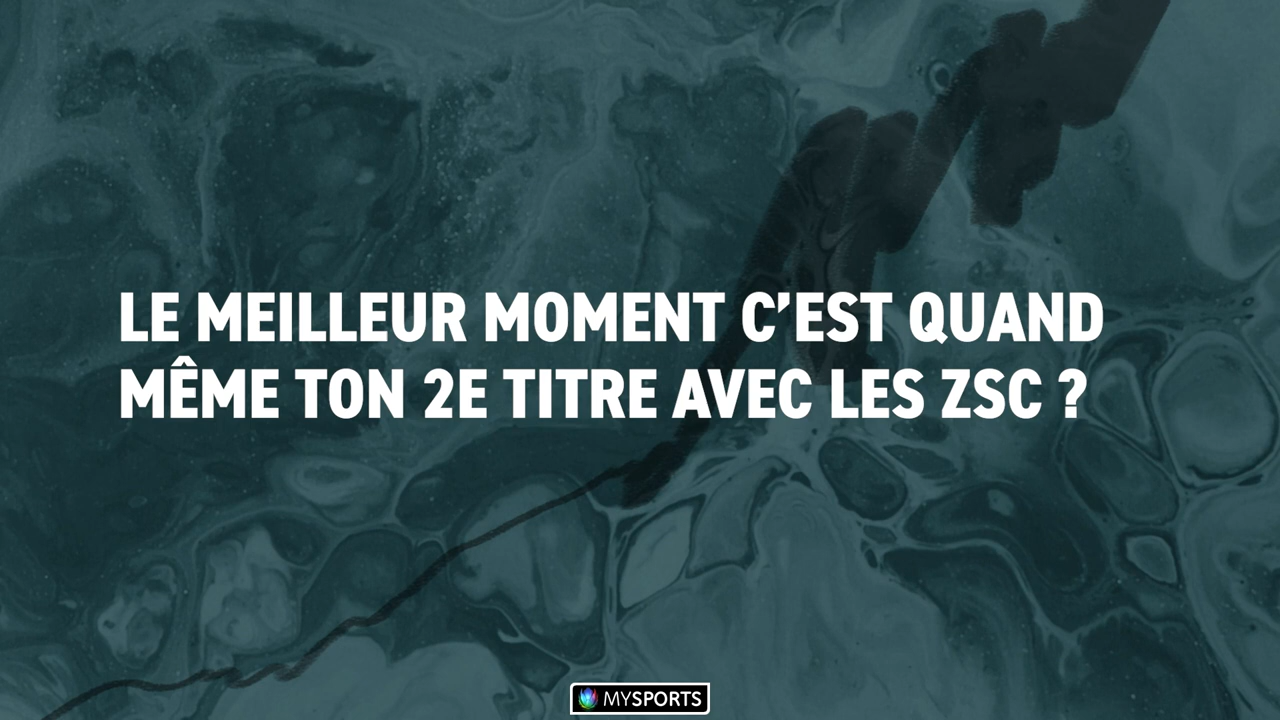 LE MEILLEUR MOMENT C'EST QUAND
MÊME TON 2E TITRE AVEC LES ZSC ?
MYSPORTS